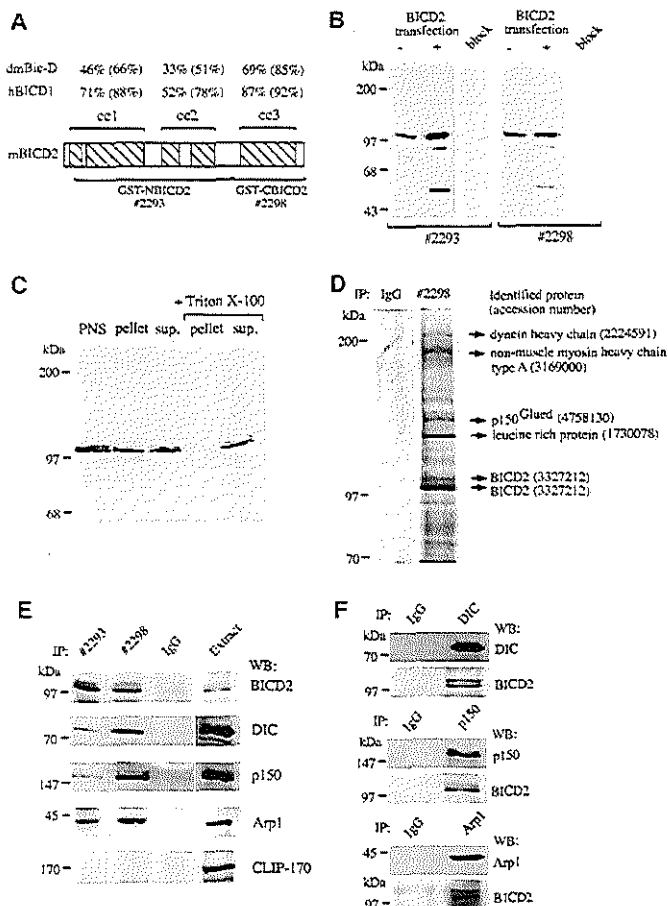 A
dmBic-D 46% (66%) 33% (51%) 69% (85%)
hBICD1 71% (88%) 52% (78%) 87% (92%)
cc1 cc2 cc3
mBICD2
GST-NBICD2 GST-CBICD2
#2293 #2298
B
BICD2 BICD2
transfection transfection
- + block - + block
kDa
200
97
68
43
#2293 #2298
C
+ Triton X-100
PNS pellet sup. pellet sup.
kDa
200
97
68
D
IP: IgG #2298 Identified protein
(accession number)
kDa
dynein heavy chain (2224591)
200
non-muscle myosin heavy chain
type A (3169000)
p150Glued (4758130)
leucine rich protein (1730078)
BICD2 (3327212)
97
BICD2 (3327212)
70
E
IP: #2293 #2298 IgG Extract
kDa WB:
97 BICD2
70 DIC
147 p150
45 Arp1
170 CLIP-170
F
IP: IgG DIC
kDa WB:
70 DIC
97 BICD2
IP: IgG p150
kDa WB:
147 p150
97 BICD2
IP: IgG Arp1
45 WB:
Arp1
kDa
97 BICD2